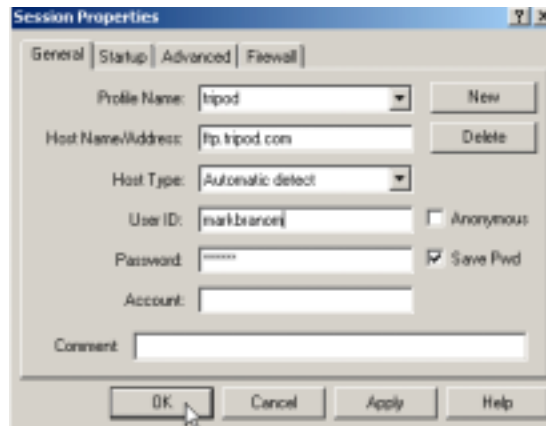 Session Properties
General Startup Advanced Firewall
Profile Name: tripod New
Host Name/Address: ftp.tripod.com Delete
Host Type: Automatic detect
User ID: markbranom Anonymous
Password: ****** Save Pwd
Account:
Comment
OK Cancel Apply Help